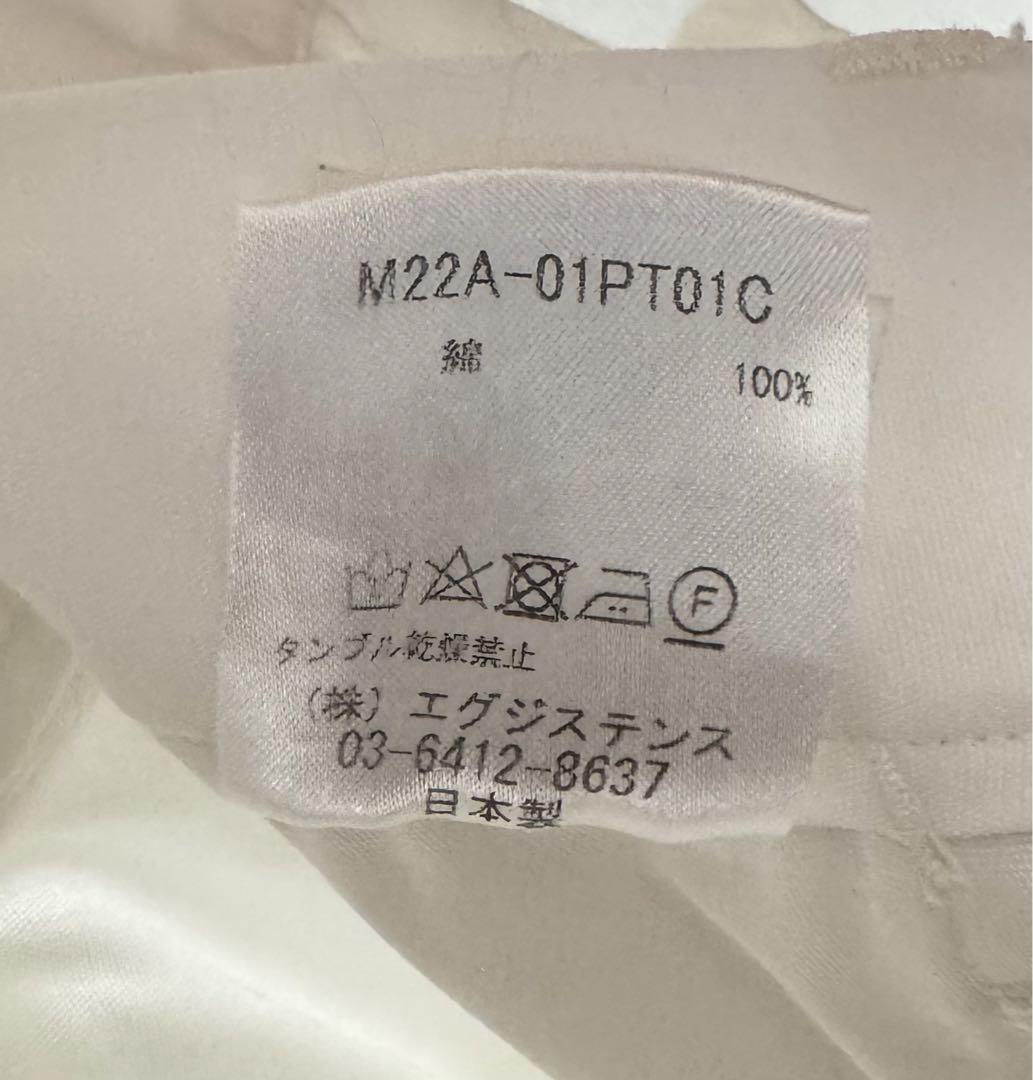 M22A-01PT01C
綿 100%
F
タンブル乾燥禁止
(株) エグジステンス
03-6412-8637
日本製